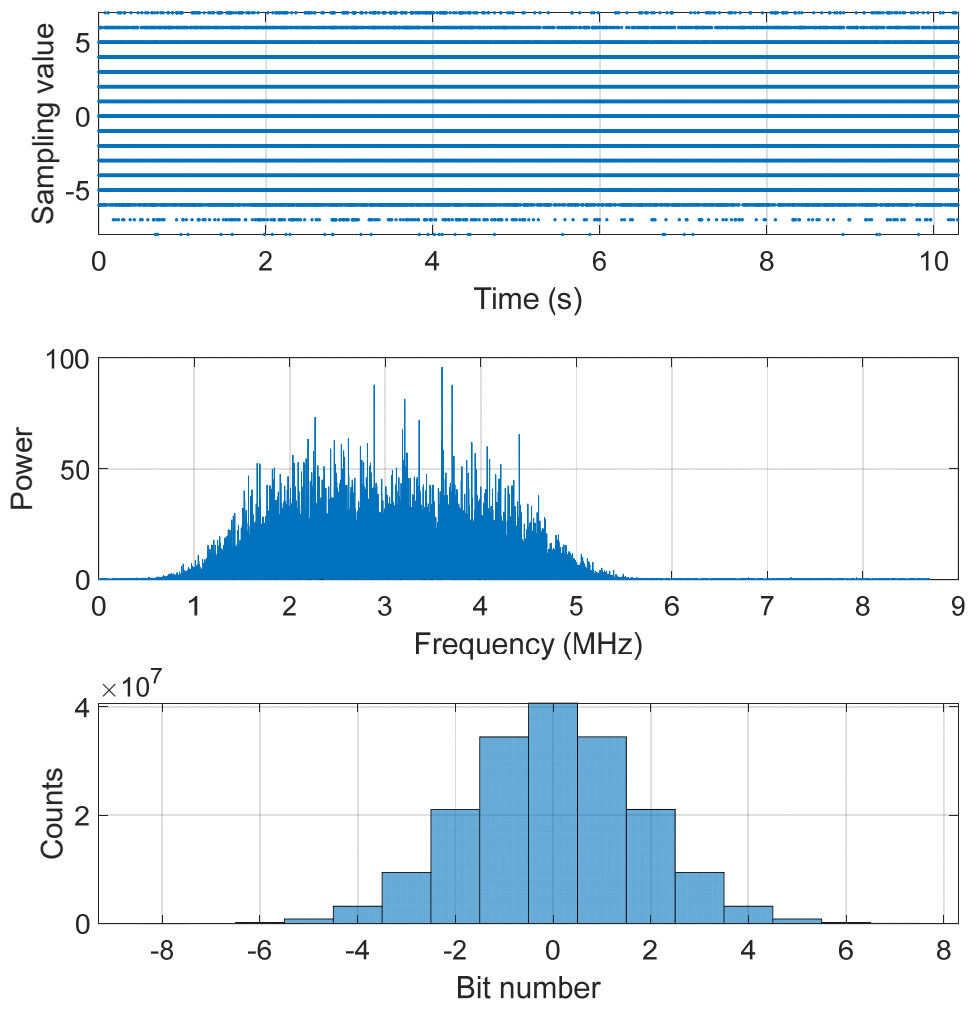 5
0
-5
Sampling value
0 2 4 6 8 10
Time (s)
100
50
0
Power
0 1 2 3 4 5 6 7 8 9
Frequency (MHz)
×10⁷
4
2
0
Counts
-8 -6 -4 -2 0 2 4 6 8
Bit number